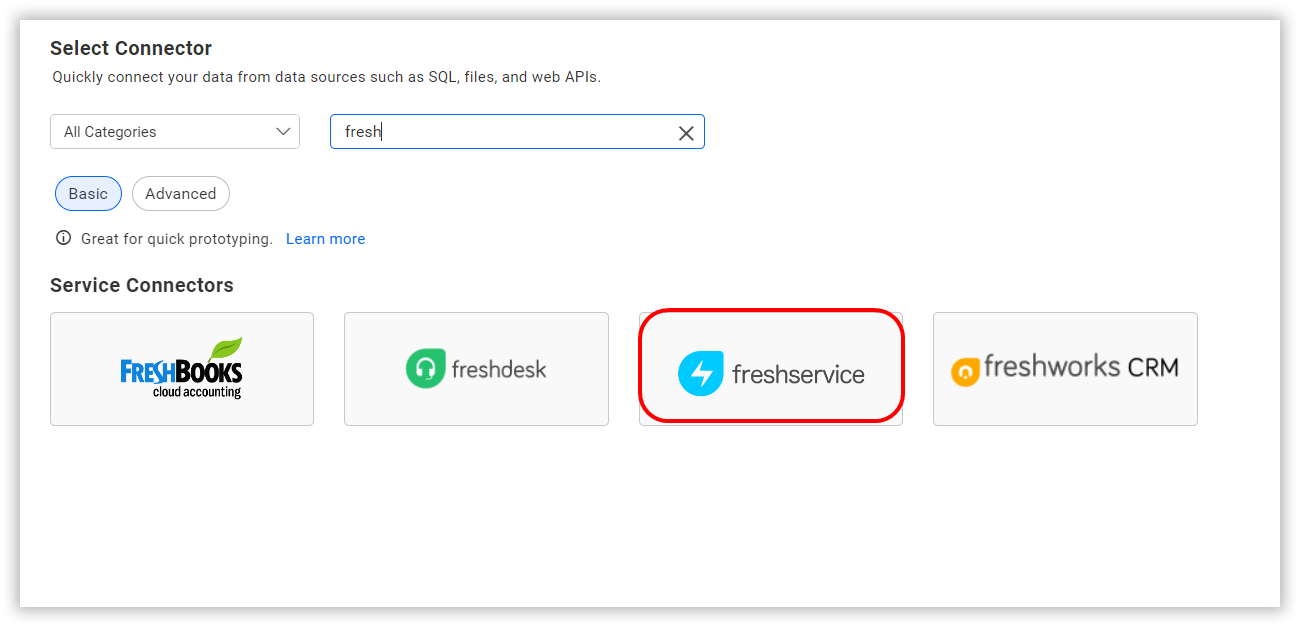 Select Connector
Quickly connect your data from data sources such as SQL, files, and web APIs.
All Categories
fresh
Basic
Advanced
Great for quick prototyping. Learn more
Service Connectors
FRESHBOOKS
cloud accounting
freshdesk
freshservice
freshworks CRM